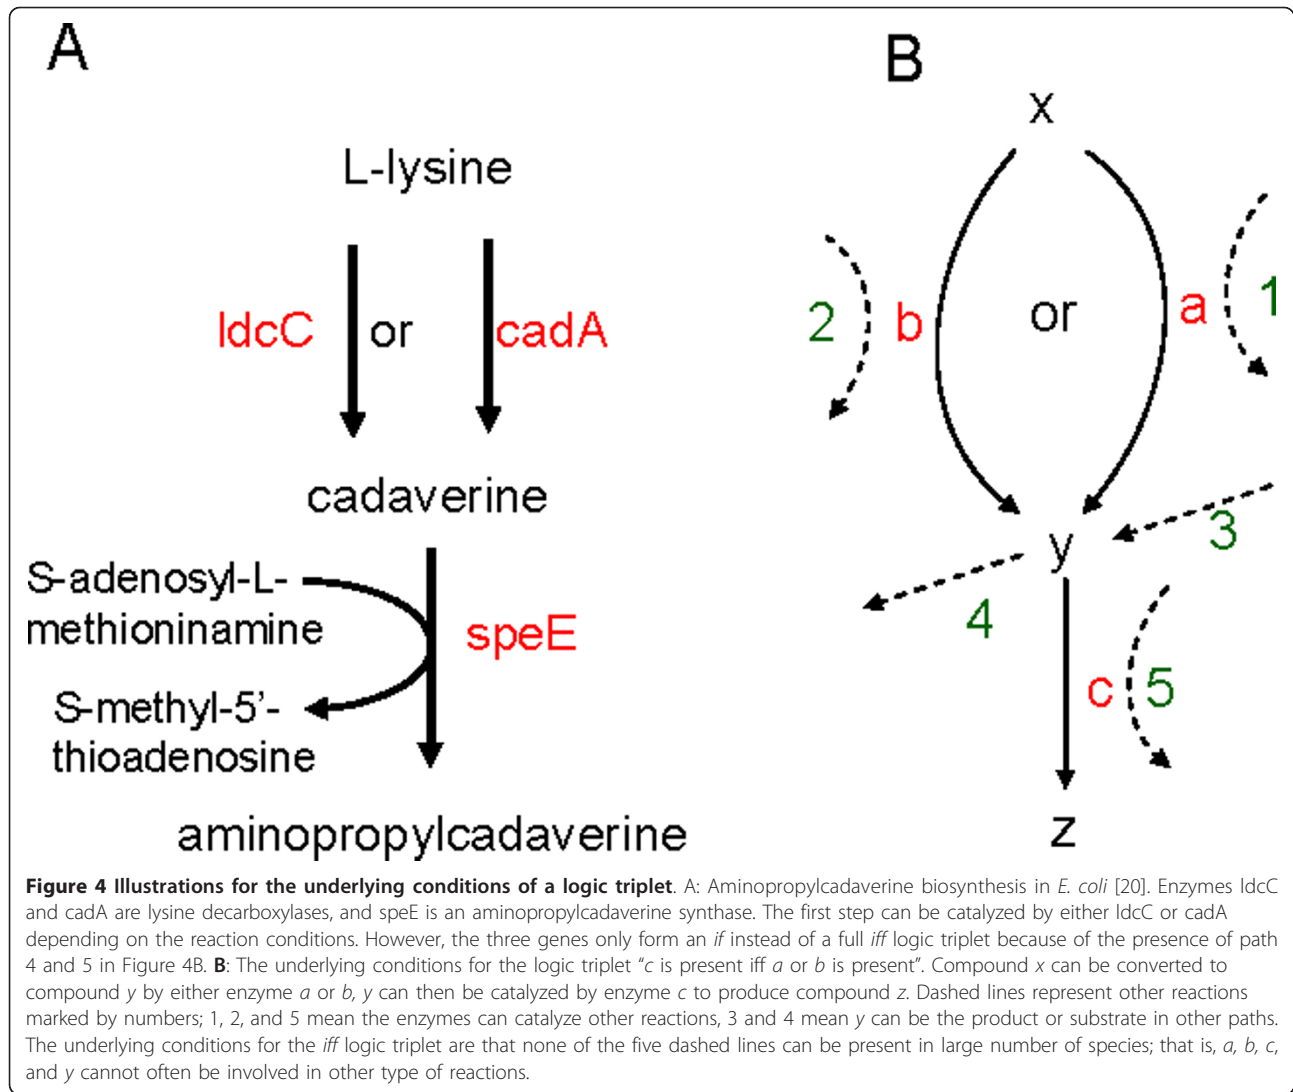 A
L-lysine
ldcC or cadA
cadaverine
S-adenosyl-L-
methioninamine
speE
S-methyl-5'-
thioadenosine
aminopropylcadaverine
B
x
2 b or a 1
y
3
4
c 5
z
Figure 4 Illustrations for the underlying conditions of a logic triplet. A: Aminopropylcadaverine biosynthesis in E. coli [20]. Enzymes ldcC
and cadA are lysine decarboxylases, and speE is an aminopropylcadaverine synthase. The first step can be catalyzed by either ldcC or cadA
depending on the reaction conditions. However, the three genes only form an if instead of a full iff logic triplet because of the presence of path
4 and 5 in Figure 4B. B: The underlying conditions for the logic triplet “c is present iff a or b is present”. Compound x can be converted to
compound y by either enzyme a or b, y can then be catalyzed by enzyme c to produce compound z. Dashed lines represent other reactions
marked by numbers; 1, 2, and 5 mean the enzymes can catalyze other reactions, 3 and 4 mean y can be the product or substrate in other paths.
The underlying conditions for the iff logic triplet are that none of the five dashed lines can be present in large number of species; that is, a, b, c,
and y cannot often be involved in other type of reactions.